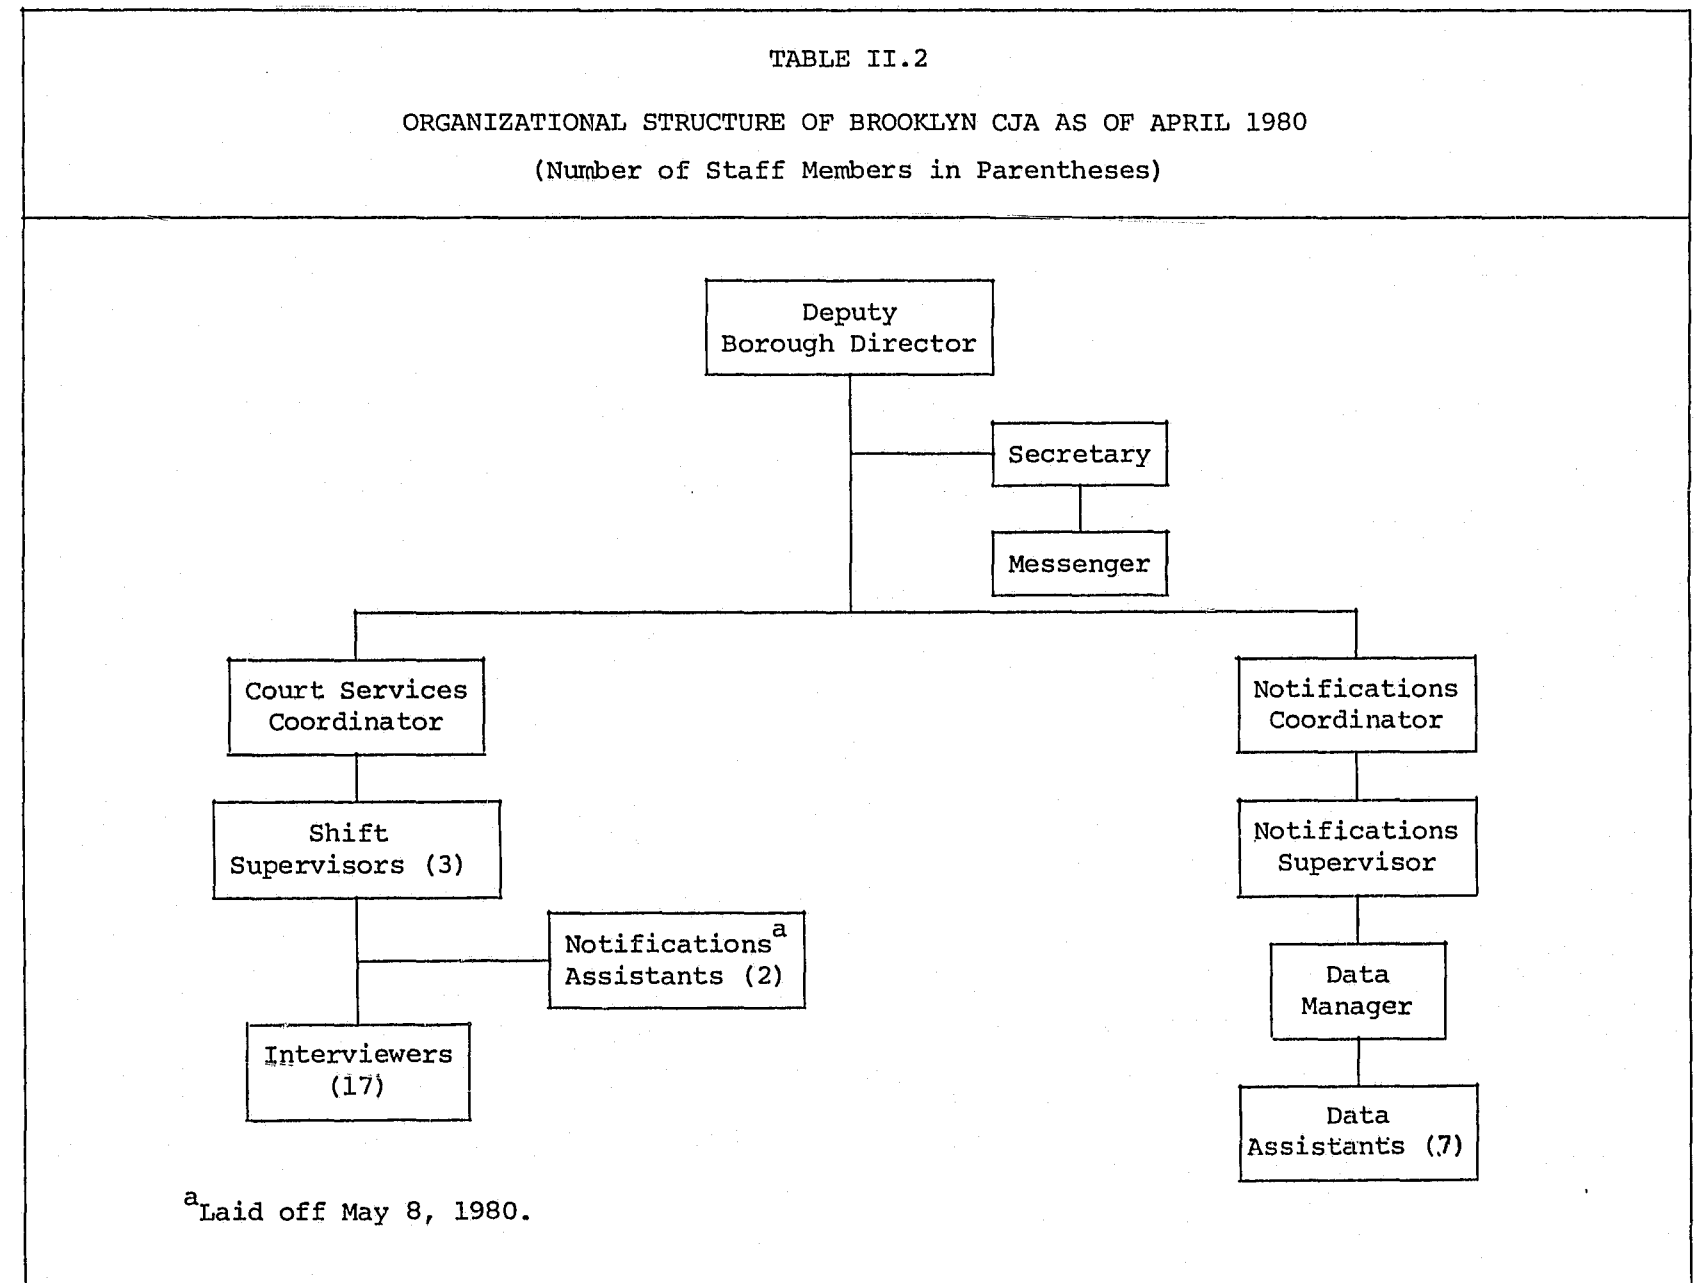 TABLE II.2
ORGANIZATIONAL STRUCTURE OF BROOKLYN CJA AS OF APRIL 1980
(Number of Staff Members in Parentheses)
Deputy
Borough Director
Secretary
Messenger
Court Services
Coordinator
Notifications
Coordinator
Shift
Supervisors (3)
Notifications
Supervisor
Notifications a
Assistants (2)
Data
Manager
Interviewers
(17)
Data
Assistants (7)
a Laid off May 8, 1980.